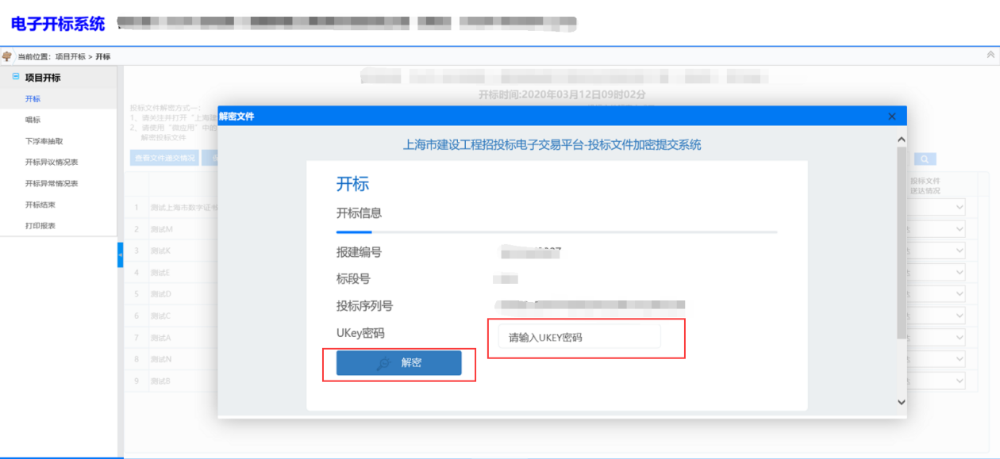 电子开标系统
当前位置：项目开标 > 开标
项目开标
开标
唱标
下浮率抽取
开标异议情况表
开标异常情况表
开标结束
打印报表
开标时间:2020年03月12日09时02分
投标文件解密方式一：
1、请关注并打开“上海建
2、请使用“微应用”中的
解密投标文件
查看文件递交情况
投标文件
送达情况
1 测试上海市数字证书
2 测试M
3 测试K
4 测试E
5 测试D
6 测试C
7 测试A
8 测试N
9 测试B
解密文件
上海市建设工程招投标电子交易平台-投标文件加密提交系统
开标
开标信息
报建编号
标段号
投标序列号
UKey密码
请输入UKEY密码
解密